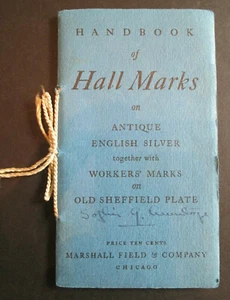 HANDBOOK
of
Hall Marks
on
ANTIQUE
ENGLISH SILVER
together with
WORKERS' MARKS
on
OLD SHEFFIELD PLATE
PRICE TEN CENTS
MARSHALL FIELD & COMPANY
CHICAGO